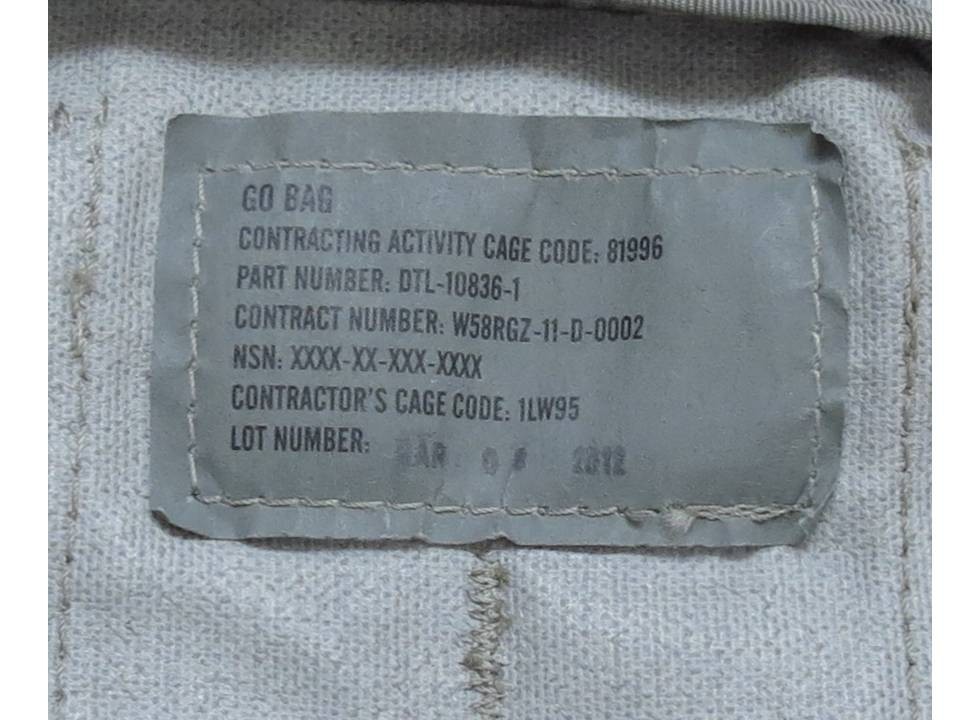 GO BAG
CONTRACTING ACTIVITY CAGE CODE: 81996
PART NUMBER: DTL-10836-1
CONTRACT NUMBER: W58RGZ-11-D-0002
NSN: XXXX-XX-XXX-XXXX
CONTRACTOR'S CAGE CODE: 1LW95
LOT NUMBER: 2012